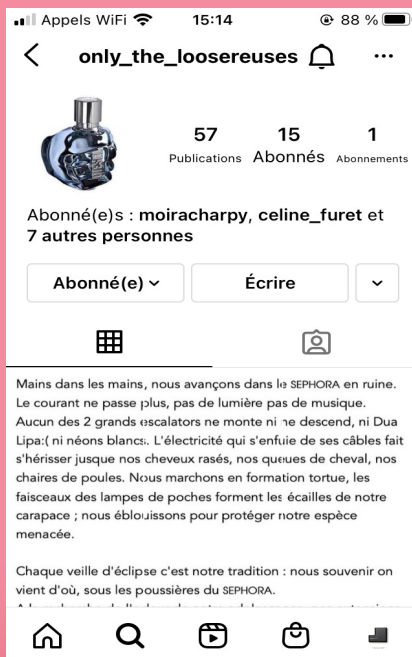 Appels WiFi 15:14 88 %
only_the_loosereuses ...
57 15 1
Publications Abonnés Abonnements
Abonné(e)s : moiracharpy, celine_furet et
7 autres personnes
Abonné(e) Écrire
Mains dans les mains, nous avançons dans le SEPHORA en ruine.
Le courant ne passe plus, pas de lumière pas de musique.
Aucun des 2 grands escalators ne monte ni ne descend, ni Dua
Lipa:( ni néons blancs. L'électricité qui s'enfuie de ses câbles fait
s'hérisser jusque nos cheveux rasés, nos queues de cheval, nos
chaires de poules. Nous marchons en formation tortue, les
faisceaux des lampes de poches forment les écailles de notre
carapace ; nous éblouissons pour protéger notre espèce
menacée.
Chaque veille d'éclipse c'est notre tradition : nous souvenir on
vient d'où, sous les poussières du SEPHORA.